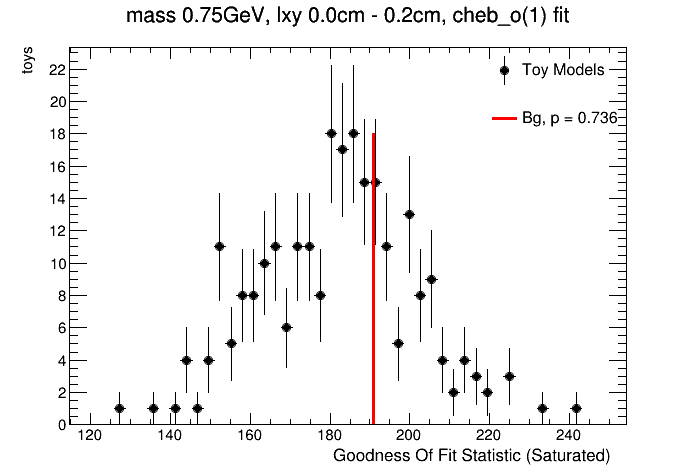 mass 0.75GeV, lxy 0.0cm - 0.2cm, cheb_o(1) fit
toys
Toy Models
Bg, p = 0.736
22
20
18
16
14
12
10
8
6
4
2
0
120 140 160 180 200 220 240
Goodness Of Fit Statistic (Saturated)